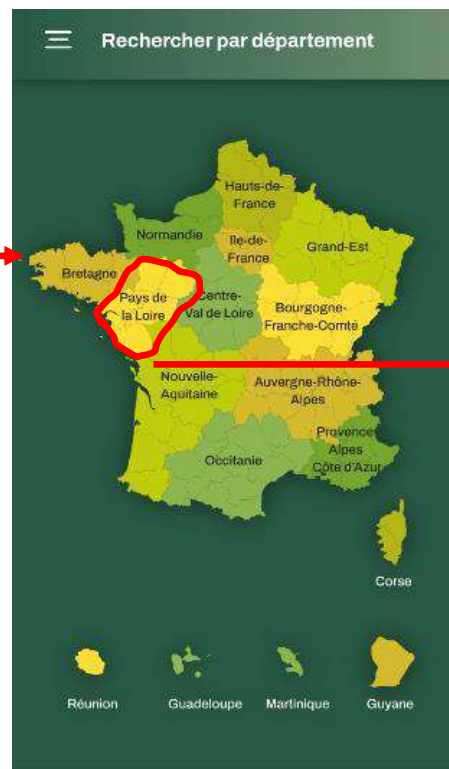 Rechercher par département
Hauts-de-
France
Normandie
Ile-de-
France
Grand-Est
Bretagne
Pays de
la Loire
Centre-
Val de Loire
Bourgogne-
Franche-Comté
Nouvelle-
Aquitaine
Auvergne-Rhône-
Alpes
Provence
Alpes
Côte d'Azur
Occitanie
Corse
Réunion
Guadeloupe
Martinique
Guyane